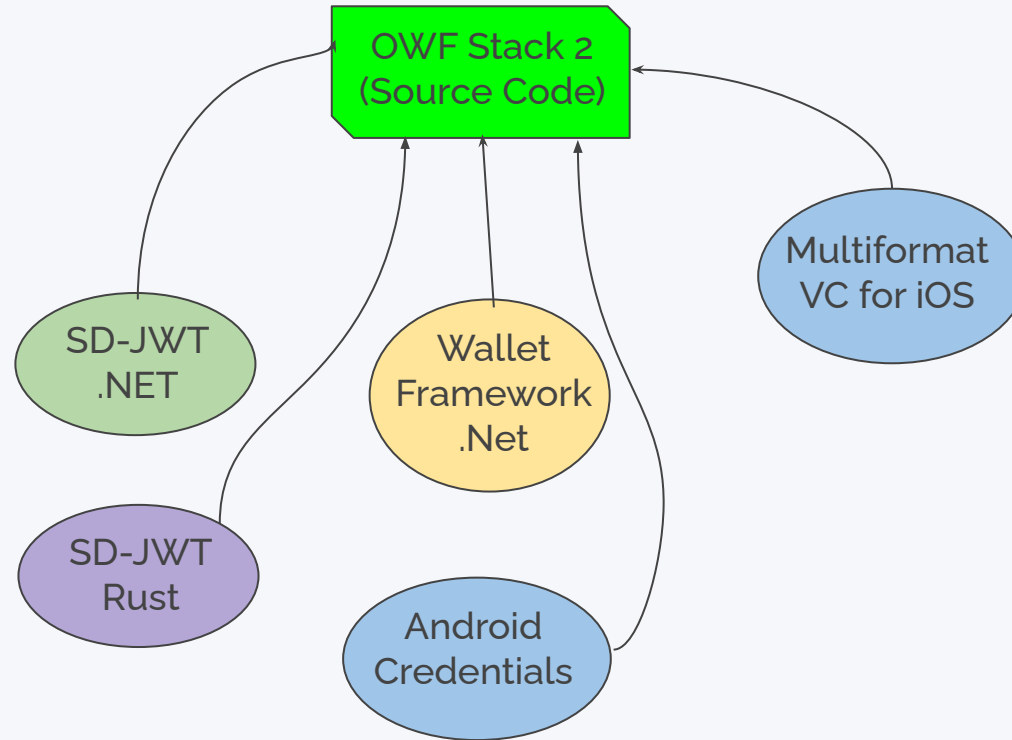 OWF Stack 2
(Source Code)
Multiformat
VC for iOS
SD-JWT
.NET
Wallet
Framework
.Net
SD-JWT
Rust
Android
Credentials